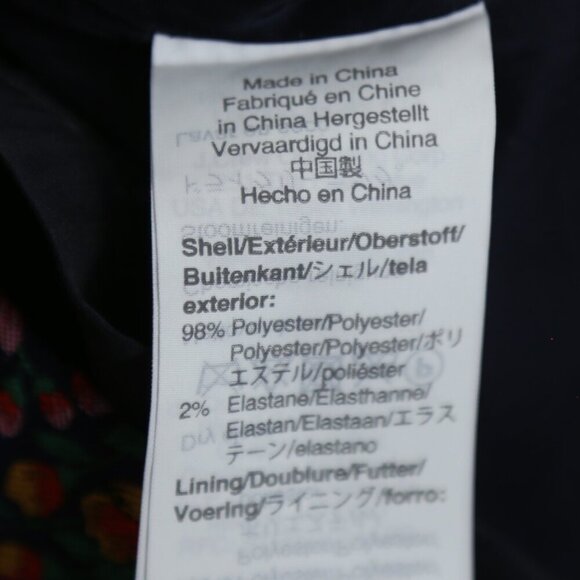 Made in China
Fabriqué en Chine
in China Hergestellt
Vervaardigd in China
中国製
Hecho en China
Shell/Extérieur/Oberstoff/
Buitenkant/シェル/tela
exterior:
98% Polyester/Polyester/
Polyester/Polyester/ポリ
エステル/poliéster
2% Elastane/Elasthanne/
Elastan/Elastaan/エラス
テーン/elastano
Lining/Doublure/Futter/
Voering/ライニング/forro: